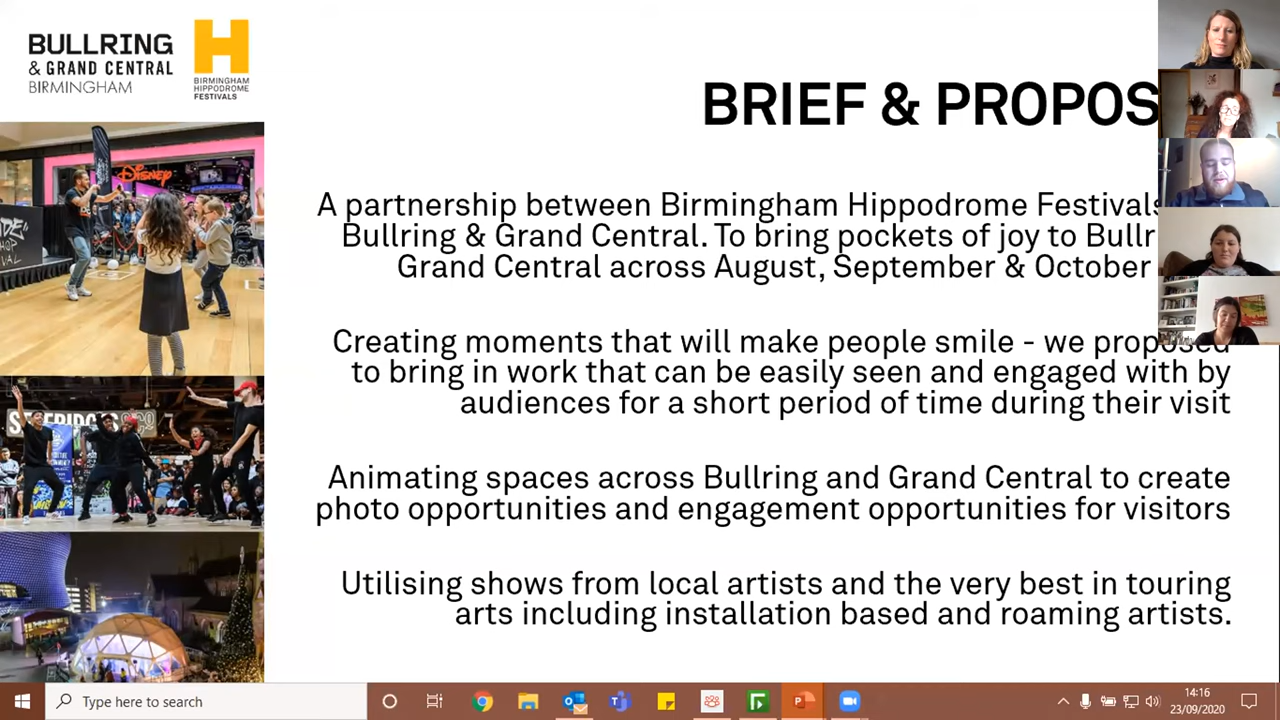 BULLRING
& GRAND CENTRAL
BIRMINGHAM
H
BIRMINGHAM
HIPPODROME
FESTIVALS
BRIEF & PROPOS
A partnership between Birmingham Hippodrome Festivals
Bullring & Grand Central. To bring pockets of joy to Bullr
Grand Central across August, September & October
Creating moments that will make people smile - we proposed
to bring in work that can be easily seen and engaged with by
audiences for a short period of time during their visit
Animating spaces across Bullring and Grand Central to create
photo opportunities and engagement opportunities for visitors
Utilising shows from local artists and the very best in touring
arts including installation based and roaming artists.
DISNEY
Type here to search
14:16
23/09/2020